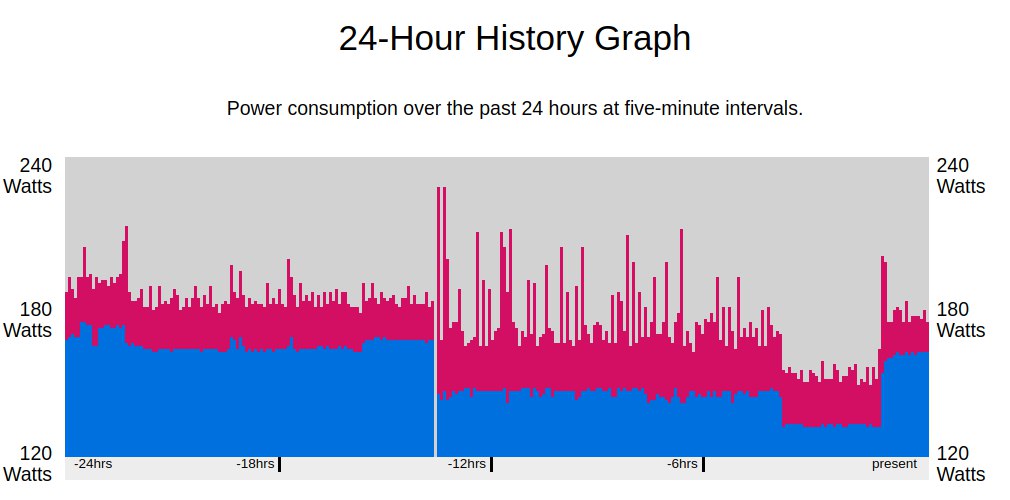 24-Hour History Graph
Power consumption over the past 24 hours at five-minute intervals.
240
Watts
240
Watts
180
Watts
180
Watts
120
Watts
120
Watts
-24hrs
-18hrs
-12hrs
-6hrs
present